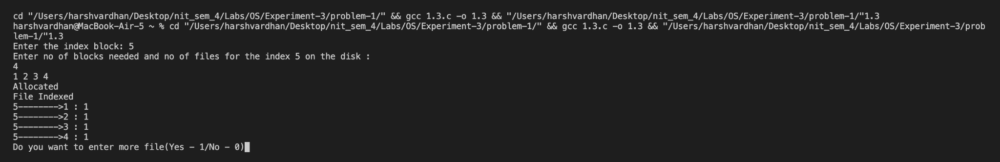 cd "/Users/harshvardhan/Desktop/nit_sem_4/Labs/OS/Experiment-3/problem-1/" && gcc 1.3.c -o 1.3 && "/Users/harshvardhan/Desktop/nit_sem_4/Labs/OS/Experiment-3/problem-1/"1.3
harshvardhan@MacBook-Air-5 ~ % cd "/Users/harshvardhan/Desktop/nit_sem_4/Labs/OS/Experiment-3/problem-1/" && gcc 1.3.c -o 1.3 && "/Users/harshvardhan/Desktop/nit_sem_4/Labs/OS/Experiment-3/prob
lem-1/"1.3
Enter the index block: 5
Enter no of blocks needed and no of files for the index 5 on the disk :
4
1 2 3 4
Allocated
File Indexed
5-------->1 : 1
5-------->2 : 1
5-------->3 : 1
5-------->4 : 1
Do you want to enter more file(Yes - 1/No - 0)